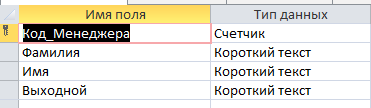 Имя поля Тип данных
Код_Менеджера Счетчик
Фамилия Короткий текст
Имя Короткий текст
Выходной Короткий текст